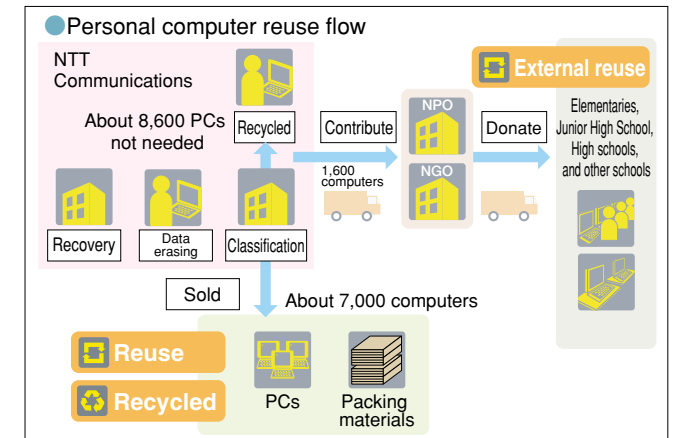 Personal computer reuse flow
NTT
Communications
About 8,600 PCs
not needed
Recycled
Recovery
Data
erasing
Classification
Contribute
1,600
computers
NPO
NGO
Donate
External reuse
Elementaries,
Junior High School,
High schools,
and other schools
Sold
About 7,000 computers
Reuse
Recycled
PCs
Packing
materials